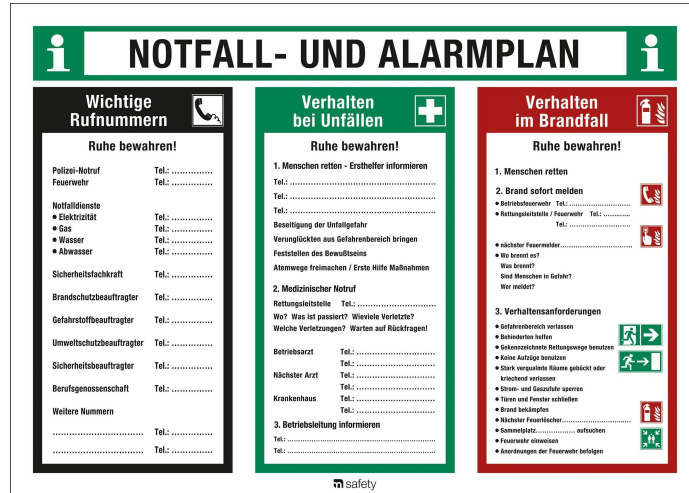 NOTFALL- UND ALARMPLAN
Wichtige
Rufnummern
Ruhe bewahren!
Polizei-Notruf Tel.: ..............
Feuerwehr Tel.: ..............
Notfalldienste
● Elektrizität Tel.: ..............
● Gas Tel.: ..............
● Wasser Tel.: ..............
● Abwasser Tel.: ..............
Sicherheitsfachkraft Tel.: ..............
Brandschutzbeauftragter Tel.: ..............
Gefahrstoffbeauftragter Tel.: ..............
Umweltschutzbeauftragter Tel.: ..............
Sicherheitsbeauftragter Tel.: ..............
Berufsgenossenschaft Tel.: ..............
Weitere Nummern
............................... Tel.: ..............
............................... Tel.: ..............
Verhalten
bei Unfällen
Ruhe bewahren!
1. Menschen retten - Ersthelfer informieren
Tel.: ....................................................
Tel.: ....................................................
Tel.: ....................................................
Beseitigung der Unfallgefahr
Verunglückten aus Gefahrenbereich bringen
Feststellen des Bewußtseins
Atemwege freimachen / Erste Hilfe Maßnahmen
2. Medizinischer Notruf
Rettungsleitstelle Tel.: ...........................
Wo? Was ist passiert? Wieviele Verletzte?
Welche Verletzungen? Warten auf Rückfragen!
Betriebsarzt Tel.: ...........................
Tel.: ...........................
Nächster Arzt Tel.: ...........................
Tel.: ...........................
Krankenhaus Tel.: ...........................
Tel.: ...........................
3. Betriebsleitung informieren
Tel.: ....................................................
Tel.: ....................................................
Verhalten
im Brandfall
Ruhe bewahren!
1. Menschen retten
2. Brand sofort melden
● Betriebsfeuerwehr Tel.: ...........................
● Rettungsleitstelle / Feuerwehr Tel.: .............
Tel.: ...........................
● nächster Feuermelder...............................
● Wo brennt es?
Was brennt?
Sind Menschen in Gefahr?
Wer meldet?
3. Verhaltensanforderungen
● Gefahrenbereich verlassen
● Behinderten helfen
● Gekennzeichnete Rettungswege benutzen
● Keine Aufzüge benutzen
● Stark verqualmte Räume gebückt oder
kriechend verlassen
● Strom- und Gaszufuhr sperren
● Türen und Fenster schließen
● Brand bekämpfen
● Nächster Feuerlöscher...............................
● Sammelplatz.................. aufsuchen
● Feuerwehr einweisen
● Anordnungen der Feuerwehr befolgen
safety